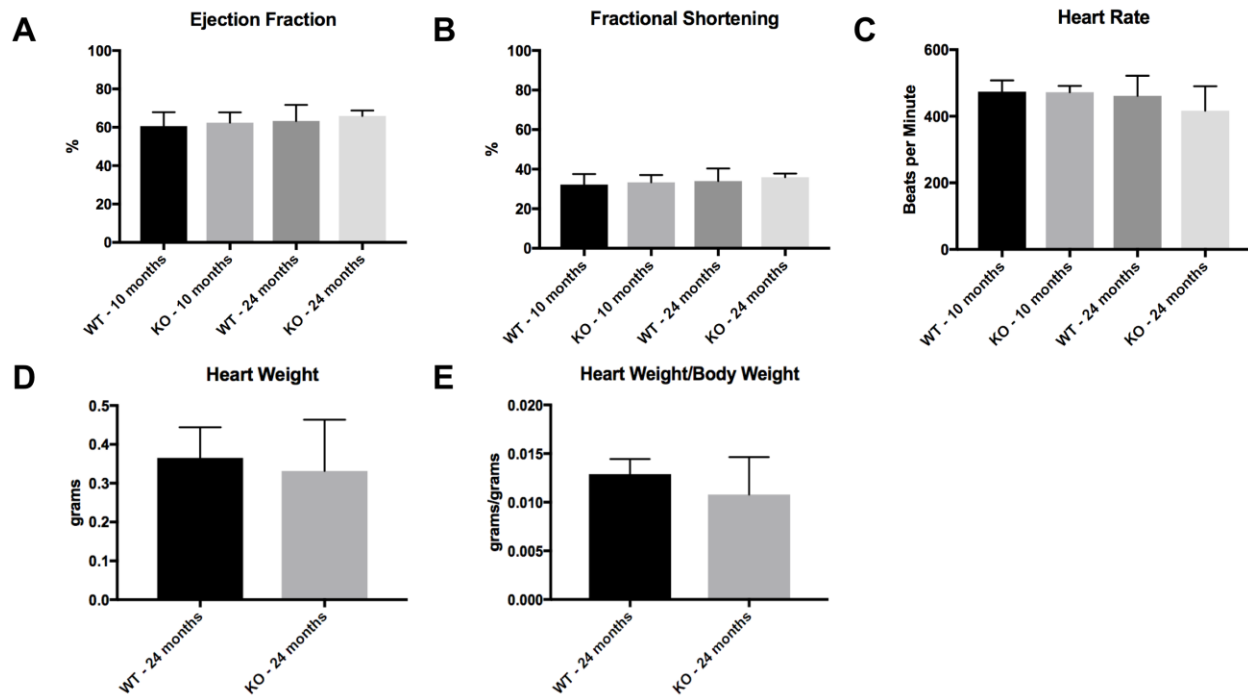 A
Ejection Fraction
100
80
60
40
20
0
%
WT - 10 months
KO - 10 months
WT - 24 months
KO - 24 months
B
Fractional Shortening
100
80
60
40
20
0
%
WT - 10 months
KO - 10 months
WT - 24 months
KO - 24 months
C
Heart Rate
600
400
200
0
Beats per Minute
WT - 10 months
KO - 10 months
WT - 24 months
KO - 24 months
D
Heart Weight
0.5
0.4
0.3
0.2
0.1
0.0
grams
WT - 24 months
KO - 24 months
E
Heart Weight/Body Weight
0.020
0.015
0.010
0.005
0.000
grams/grams
WT - 24 months
KO - 24 months